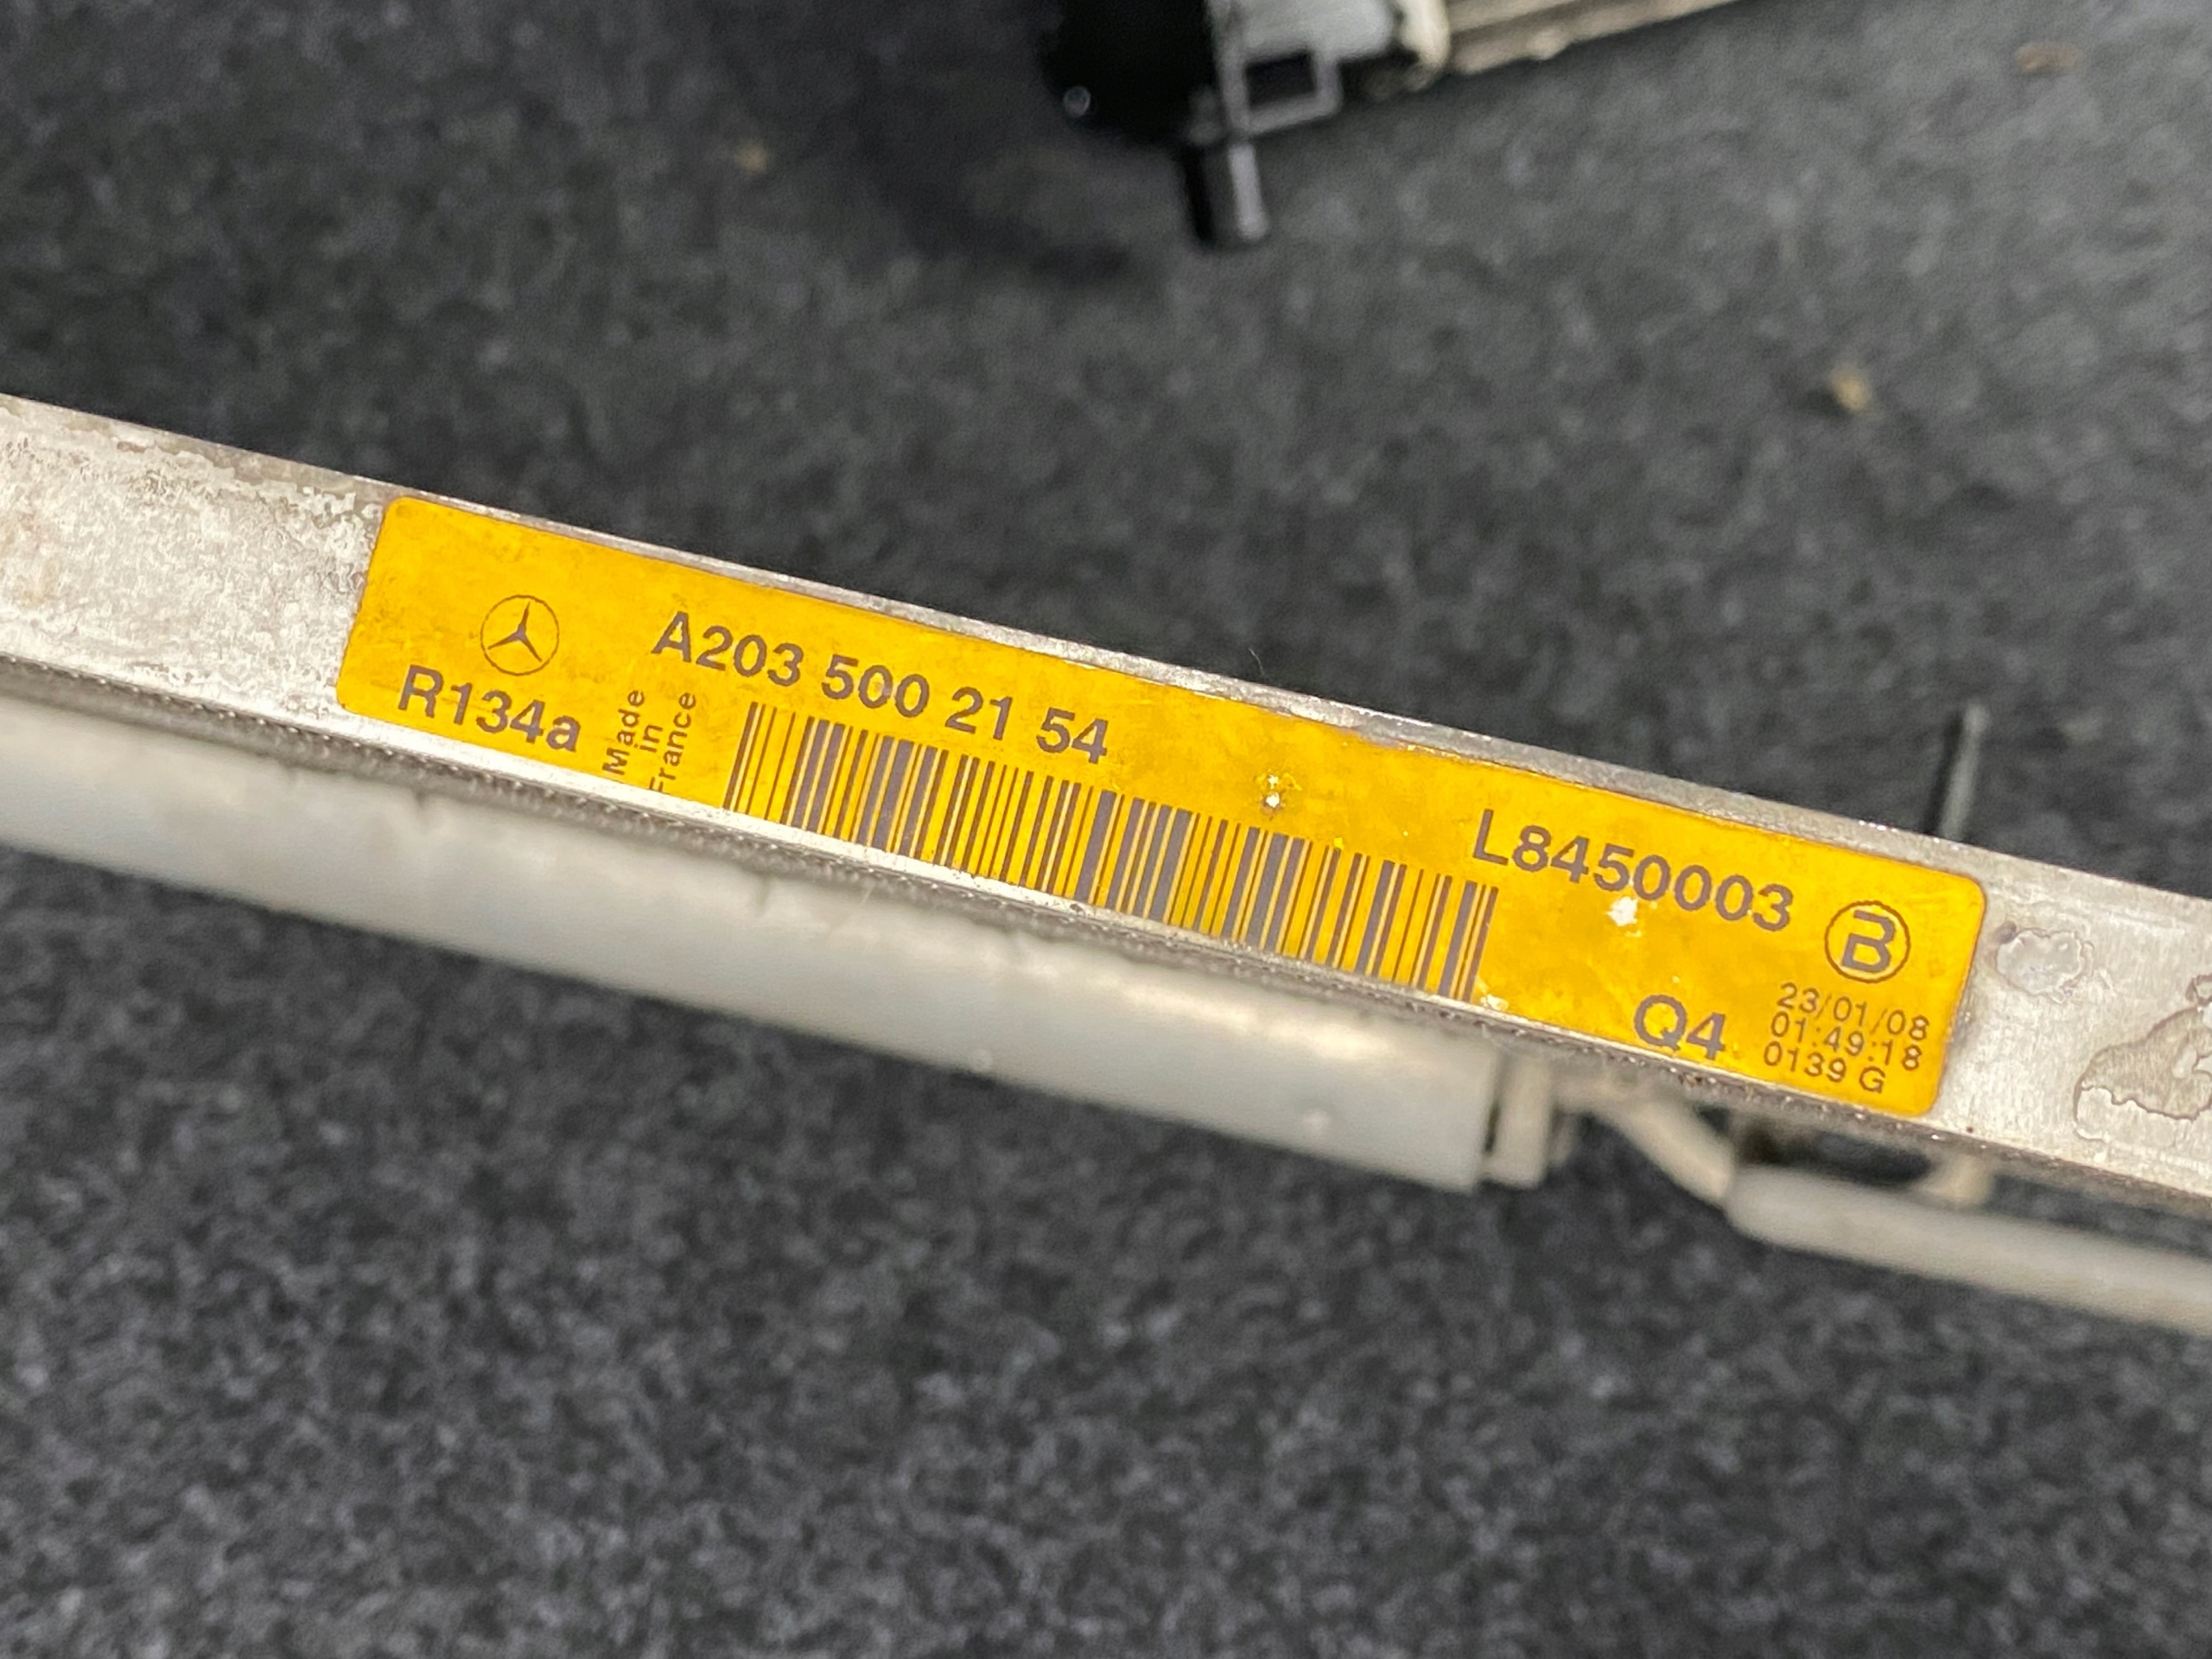 A203 500 21 54
R134a
Made
in
France
L8450003
B
Q4
23/01/08
01:49:18
0139 G